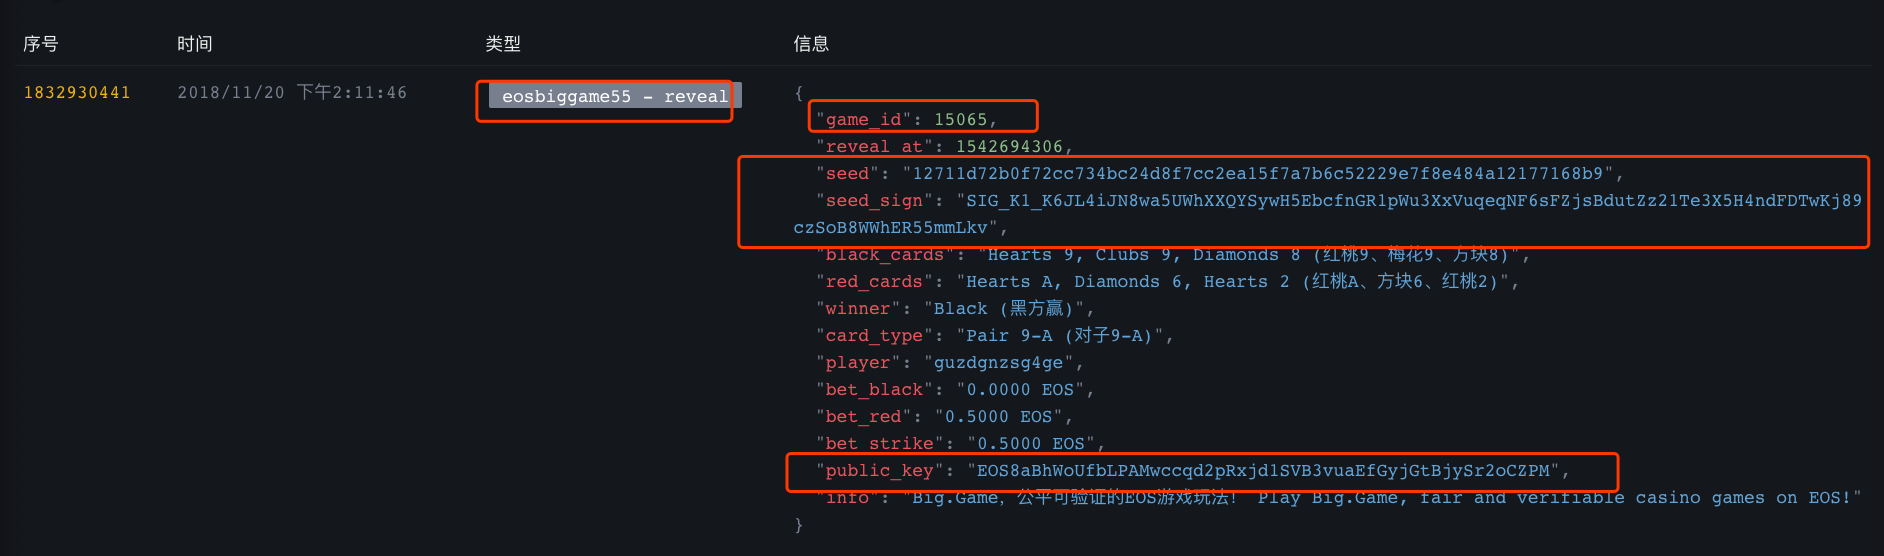 序号 时间 类型 信息
1832930441 2018/11/20 下午2:11:46 eosbiggame55 - reveal {
"game_id": 15065,
"reveal_at": 1542694306,
"seed": "12711d72b0f72cc734bc24d8f7cc2ea15f7a7b6c52229e7f8e484a12177168b9",
"seed_sign": "SIG_K1_K6JL4iJN8wa5UWhXXQYSywH5EbcfnGR1pWu3XxVuqeqNF6sFZjsBdutZz21Te3X5H4ndFDTwKj89
czSoB8WWhER55mmLkv",
"black_cards": "Hearts 9, Clubs 9, Diamonds 8 (红桃9、梅花9、方块8)",
"red_cards": "Hearts A, Diamonds 6, Hearts 2 (红桃A、方块6、红桃2)",
"winner": "Black (黑方赢)",
"card_type": "Pair 9-A (对子9-A)",
"player": "guzdgnzsg4ge",
"bet_black": "0.0000 EOS",
"bet_red": "0.5000 EOS",
"bet_strike": "0.5000 EOS",
"public_key": "EOS8aBhWoUfbLPAMwccqd2pRxjd1SVB3vuaEfGyjGtBjySr2oCZPM",
"info": "Big.Game，公平可验证的EOS游戏玩法！ Play Big.Game, fair and verifiable casino games on EOS!"
}